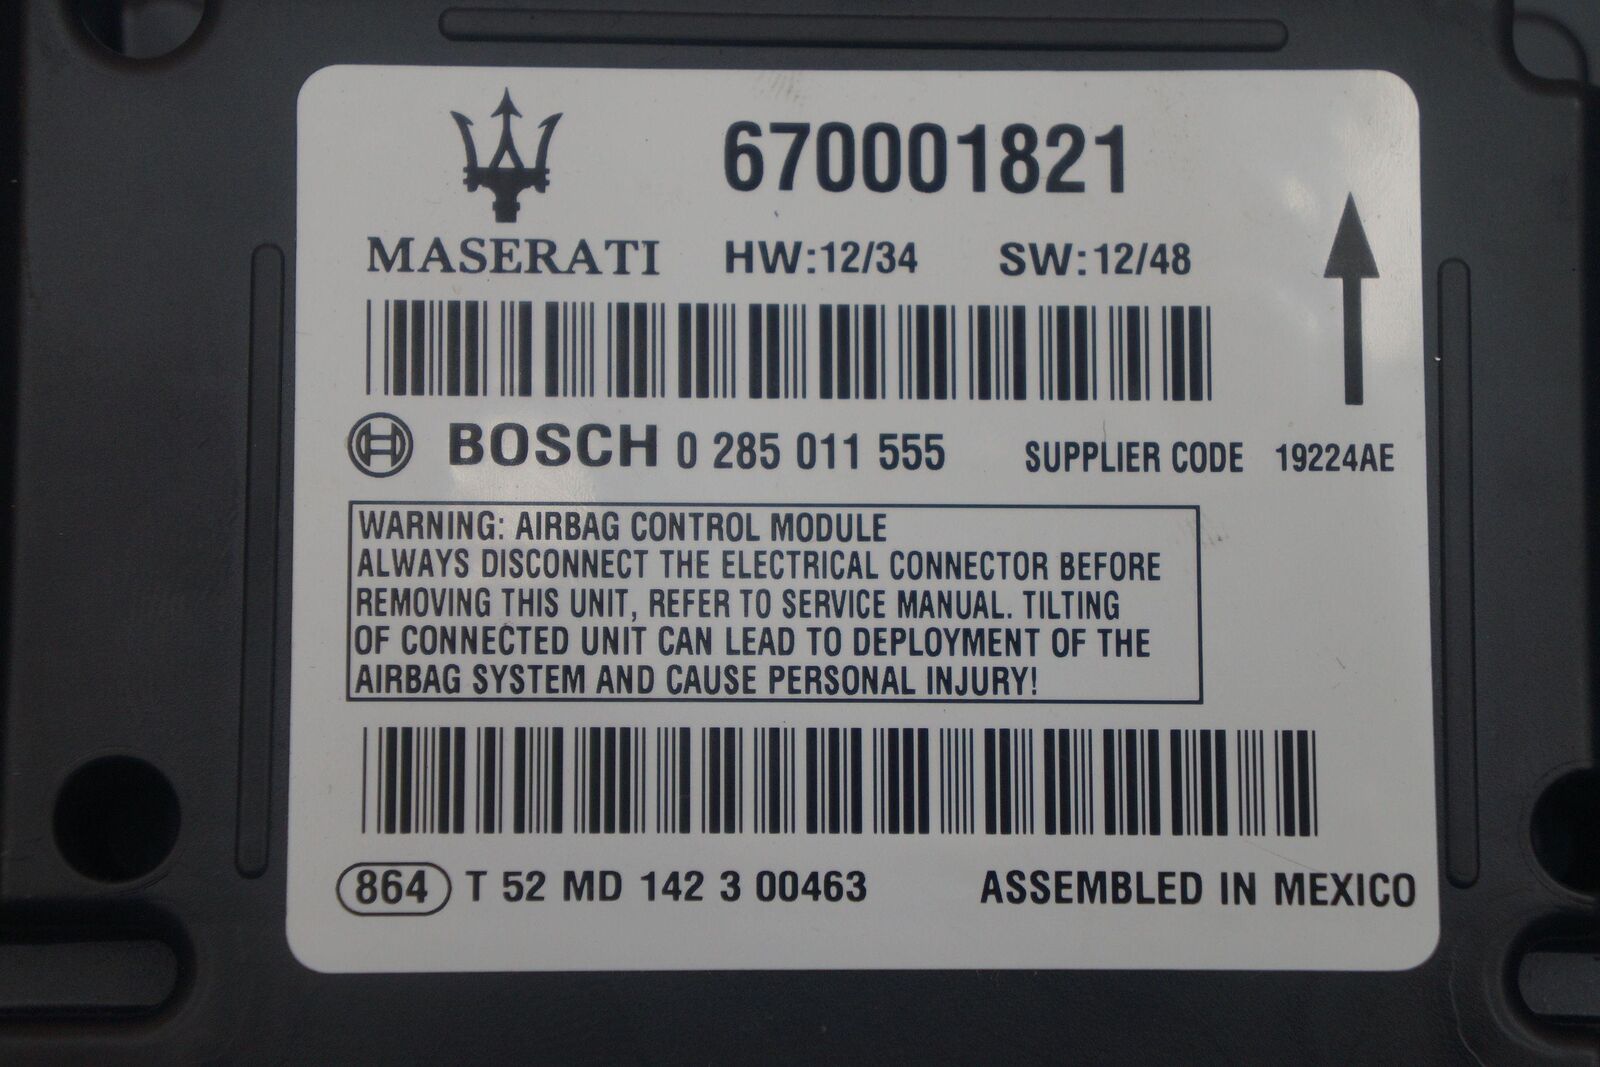 670001821
MASERATI HW:12/34 SW:12/48
BOSCH 0 285 011 555 SUPPLIER CODE 19224AE
WARNING: AIRBAG CONTROL MODULE
ALWAYS DISCONNECT THE ELECTRICAL CONNECTOR BEFORE
REMOVING THIS UNIT, REFER TO SERVICE MANUAL. TILTING
OF CONNECTED UNIT CAN LEAD TO DEPLOYMENT OF THE
AIRBAG SYSTEM AND CAUSE PERSONAL INJURY!
864 T 52 MD 142 3 00463 ASSEMBLED IN MEXICO